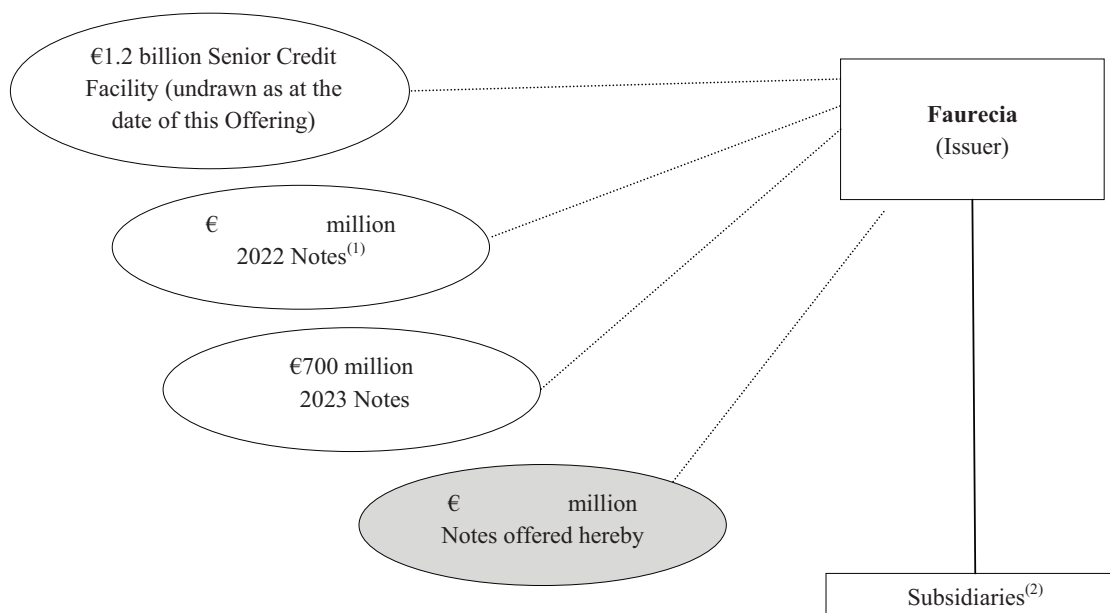 €1.2 billion Senior Credit
Facility (undrawn as at the
date of this Offering)
Faurecia
(Issuer)
€ million
2022 Notes(1)
€700 million
2023 Notes
€ million
Notes offered hereby
Subsidiaries(2)